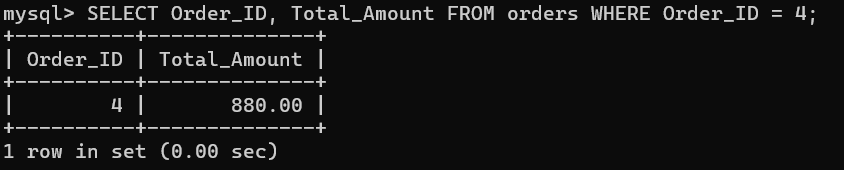 mysql> SELECT Order_ID, Total_Amount FROM orders WHERE Order_ID = 4;
+----------+--------------+
| Order_ID | Total_Amount |
+----------+--------------+
|        4 |       880.00 |
+----------+--------------+
1 row in set (0.00 sec)